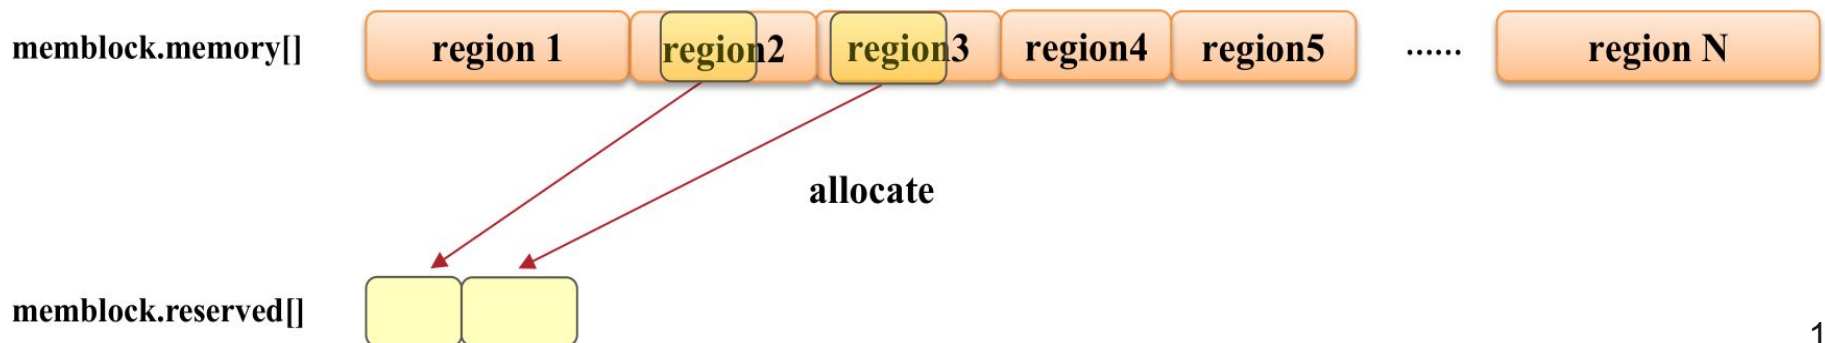 memblock.memory[] region 1 region2 region3 region4 region5 ...... region N
allocate
memblock.reserved[]
1